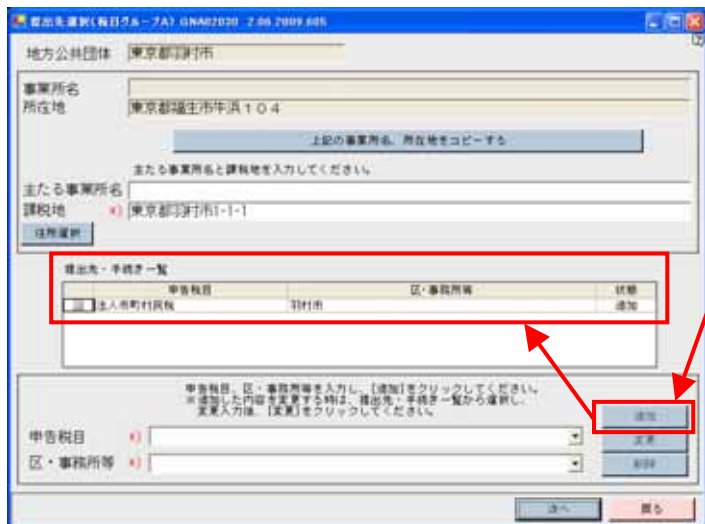 提出先選択(税目グループA) GNA02030 2.06.2009.605
地方公共団体 東京都羽村市
事業所名
所在地 東京都福生市牛浜104
上記の事業所名、所在地をコピーする
主たる事業所名と課税地を入力してください。
主たる事業所名
課税地 *) 東京都羽村市1-1-1
住所選択
提出先・手続き一覧
申告税目 区・事務所等 状態
法人市町村民税 羽村市 追加
申告税目、区・事務所等を入力し、[追加]をクリックしてください。
※追加した内容を変更する時は、提出先・手続き一覧から選択し、
変更入力後、[変更]をクリックしてください。
追加
申告税目 *) 変更
区・事務所等 *) 削除
次へ 戻る